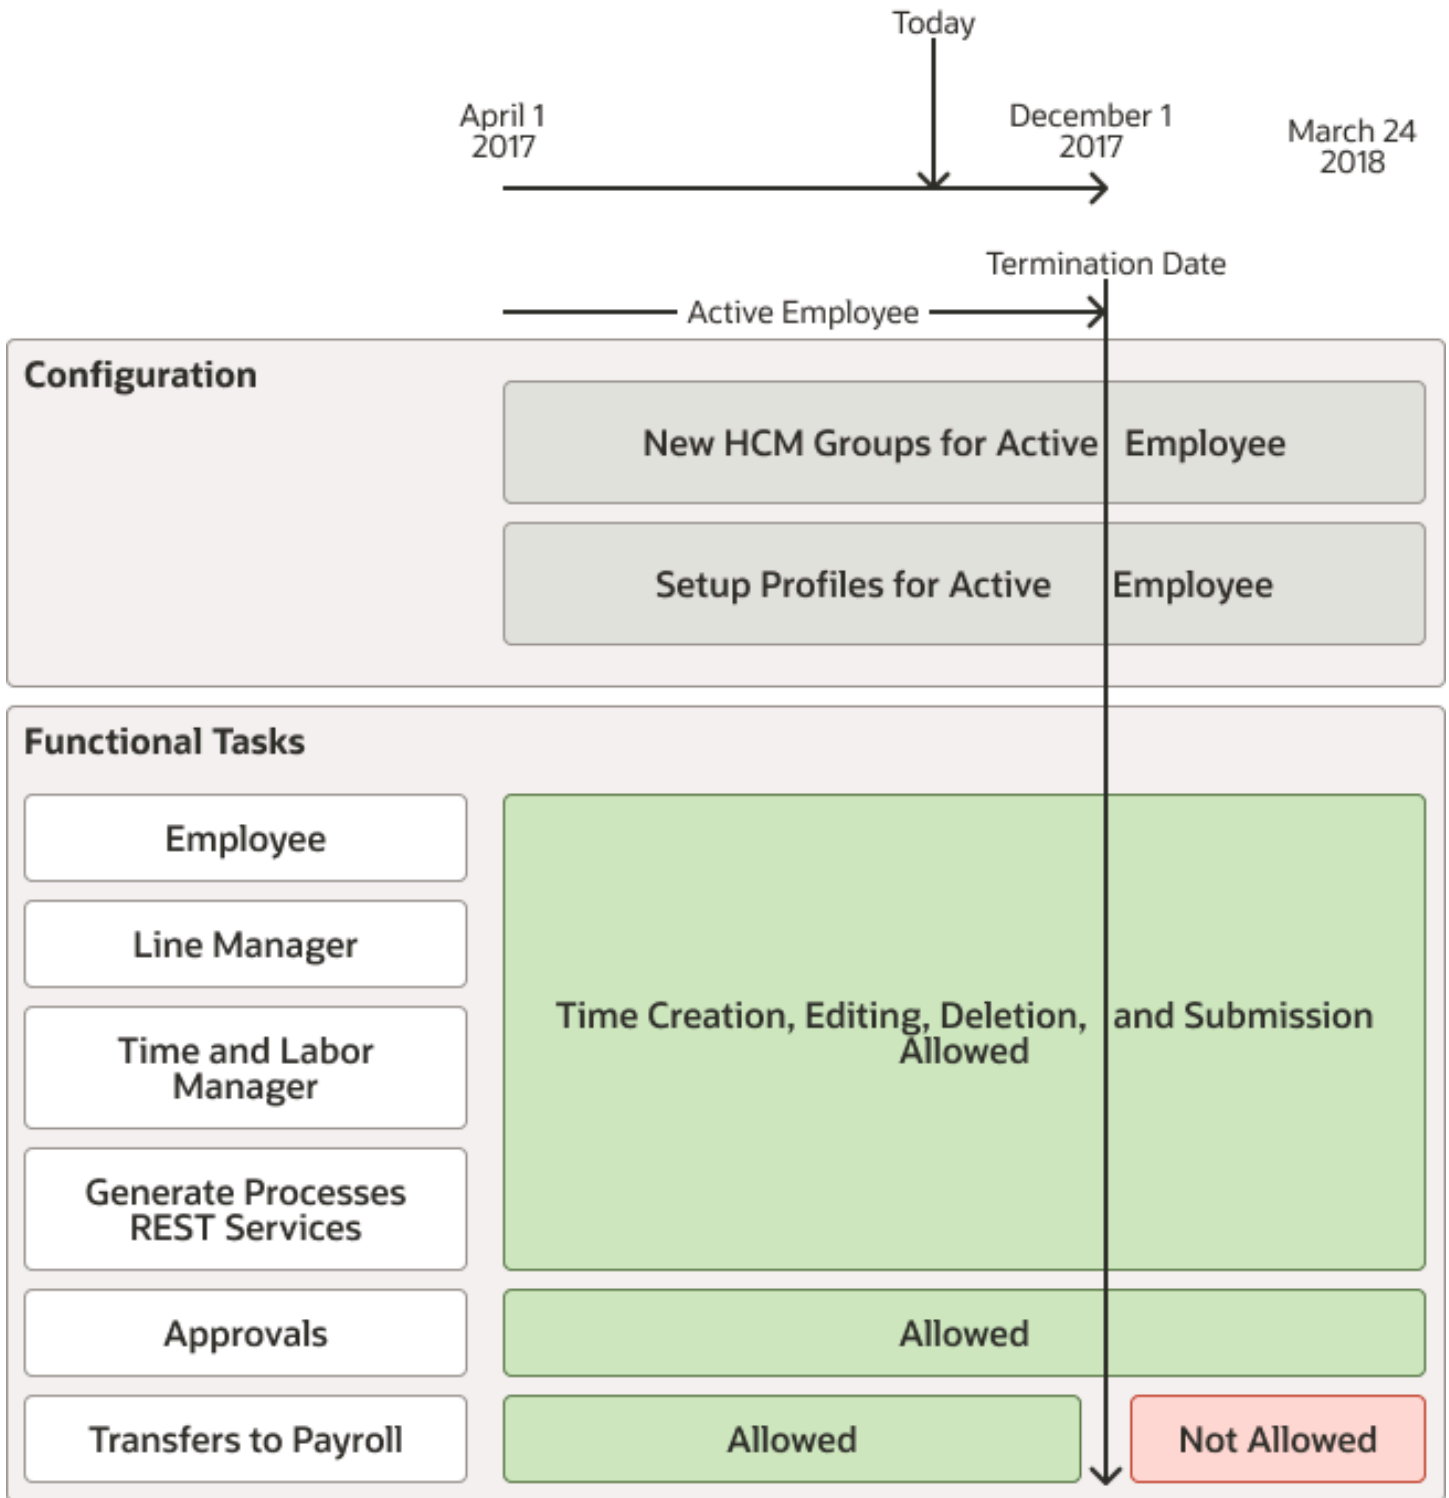 Today
April 1
2017
December 1
2017
March 24
2018
Termination Date
Active Employee
Configuration
New HCM Groups for Active Employee
Setup Profiles for Active Employee
Functional Tasks
Employee
Line Manager
Time and Labor
Manager
Generate Processes
REST Services
Time Creation, Editing, Deletion, and Submission
Allowed
Approvals
Allowed
Transfers to Payroll
Allowed
Not Allowed